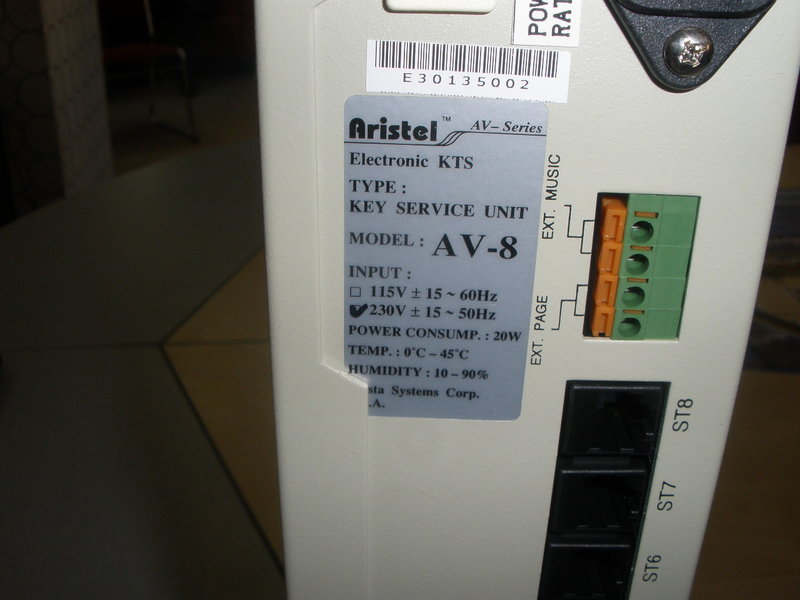 POW
RAT
E30135002
Aristel™ AV-Series
Electronic KTS
TYPE :
KEY SERVICE UNIT
MODEL : AV-8
INPUT :
☐ 115V ± 15 ~ 60Hz
☑ 230V ± 15 ~ 50Hz
POWER CONSUMP. : 20W
TEMP. : 0°C - 45°C
HUMIDITY : 10 - 90%
sta Systems Corp.
.A.
EXT. MUSIC
EXT. PAGE
ST8
ST7
ST6